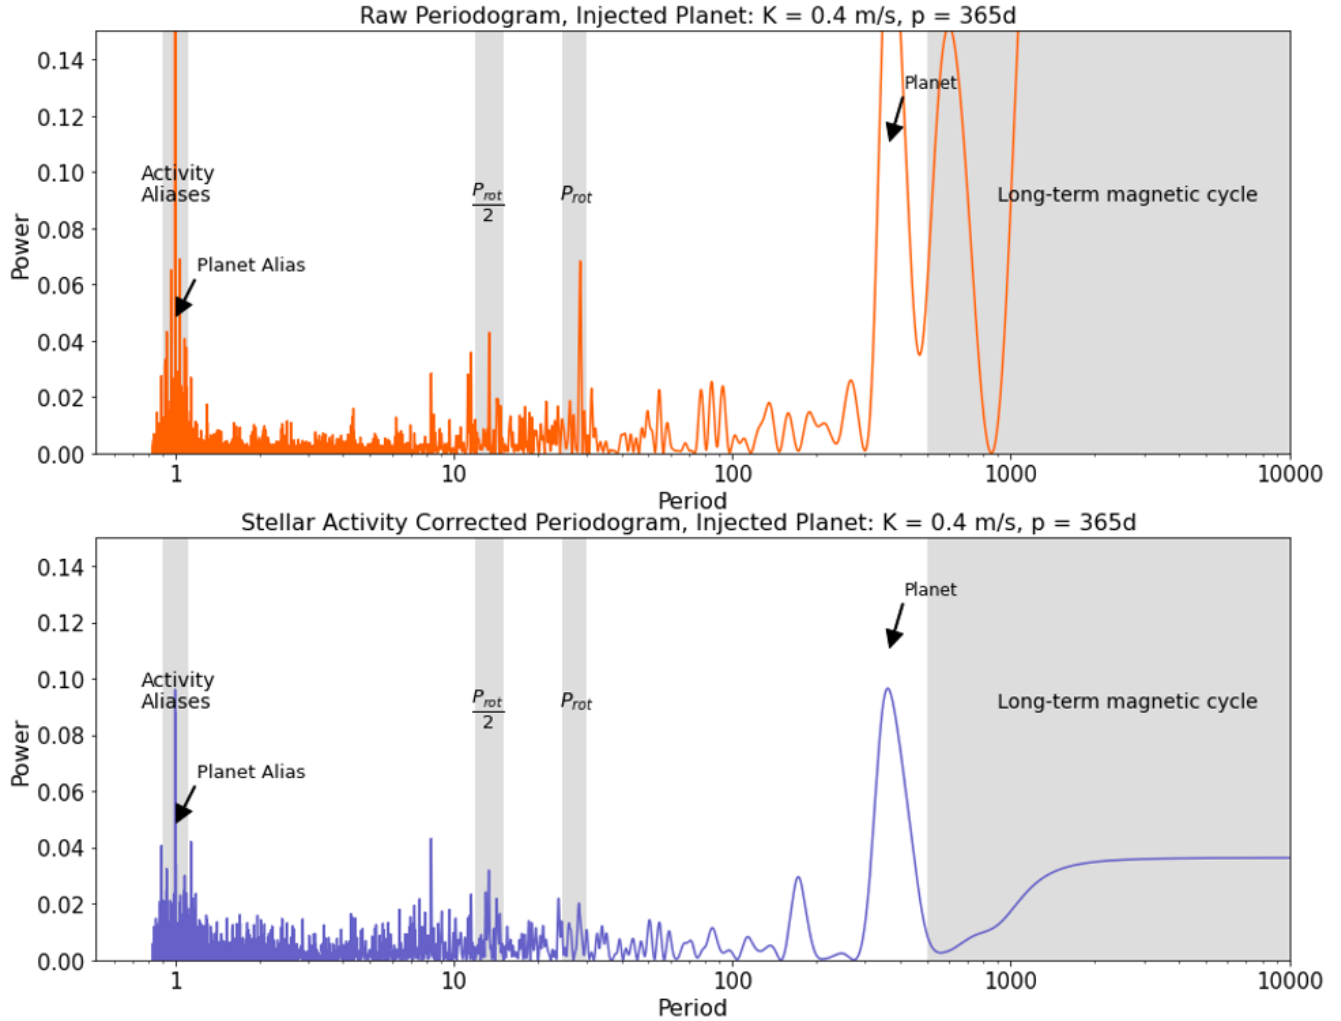 Raw Periodogram, Injected Planet: K = 0.4 m/s, p = 365d
0.14
0.12
0.10
0.08
0.06
0.04
0.02
0.00
Power
Activity
Aliases
Planet Alias
P_rot/2
P_rot
Planet
Long-term magnetic cycle
1 10 100 1000 10000
Period
Stellar Activity Corrected Periodogram, Injected Planet: K = 0.4 m/s, p = 365d
0.14
0.12
0.10
0.08
0.06
0.04
0.02
0.00
Power
Activity
Aliases
Planet Alias
P_rot/2
P_rot
Planet
Long-term magnetic cycle
1 10 100 1000 10000
Period